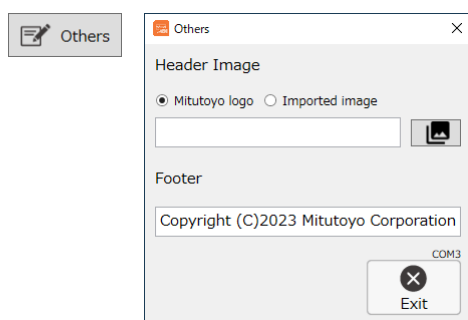 Others
Others
Header Image
Mitutoyo logo Imported image
Footer
Copyright (C)2023 Mitutoyo Corporation
COM3
Exit